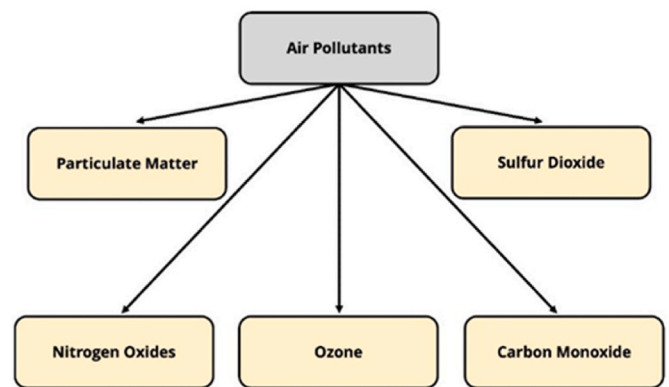 Air Pollutants
Particulate Matter
Sulfur Dioxide
Nitrogen Oxides
Ozone
Carbon Monoxide